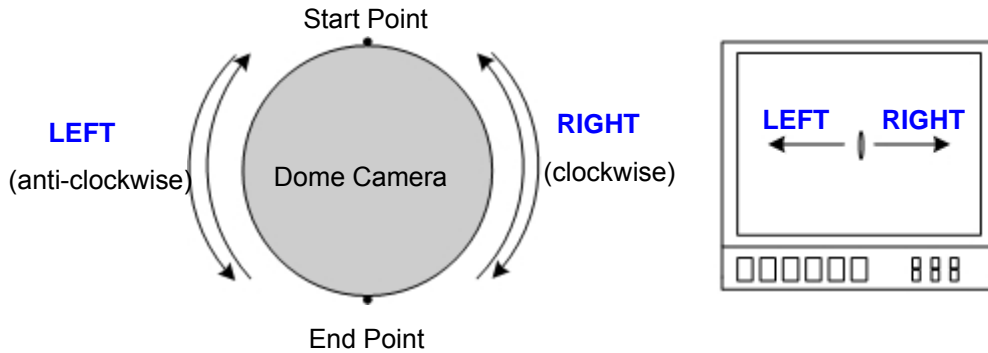 Start Point
LEFT
(anti-clockwise)
Dome Camera
RIGHT
(clockwise)
End Point
LEFT RIGHT